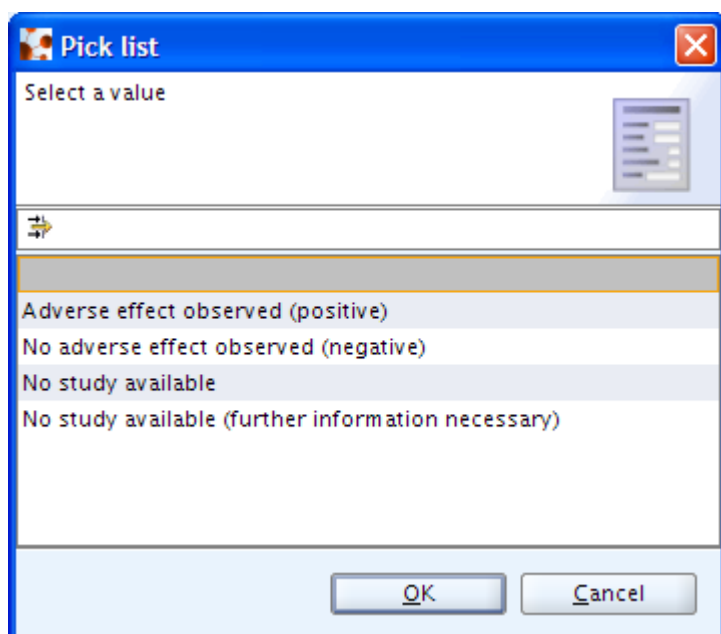 Pick list
Select a value
Adverse effect observed (positive)
No adverse effect observed (negative)
No study available
No study available (further information necessary)
OK
Cancel